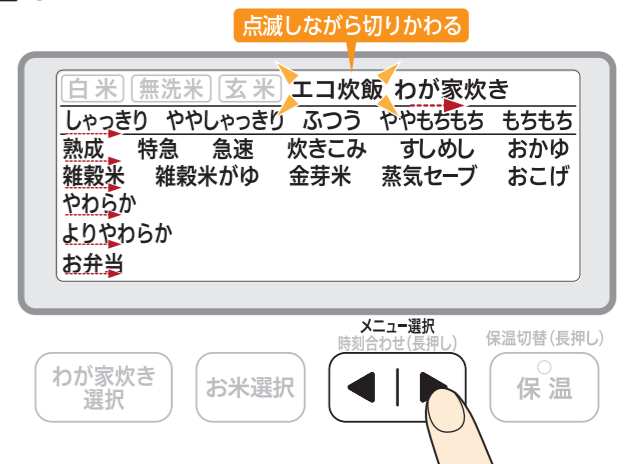 点滅しながら切りかわる
白米 無洗米 玄米 エコ炊飯 わが家炊き
しゃっきり ややしゃっきり ふつう ややもちもち もちもち
熟成 特急 急速 炊きこみ すしめし おかゆ
雑穀米 雑穀米がゆ 金芽米 蒸気セーブ おこげ
やわらか
よりやわらか
お弁当
メニュー選択
時刻合わせ(長押し)
保温切替(長押し)
わが家炊き
選択
お米選択
保温